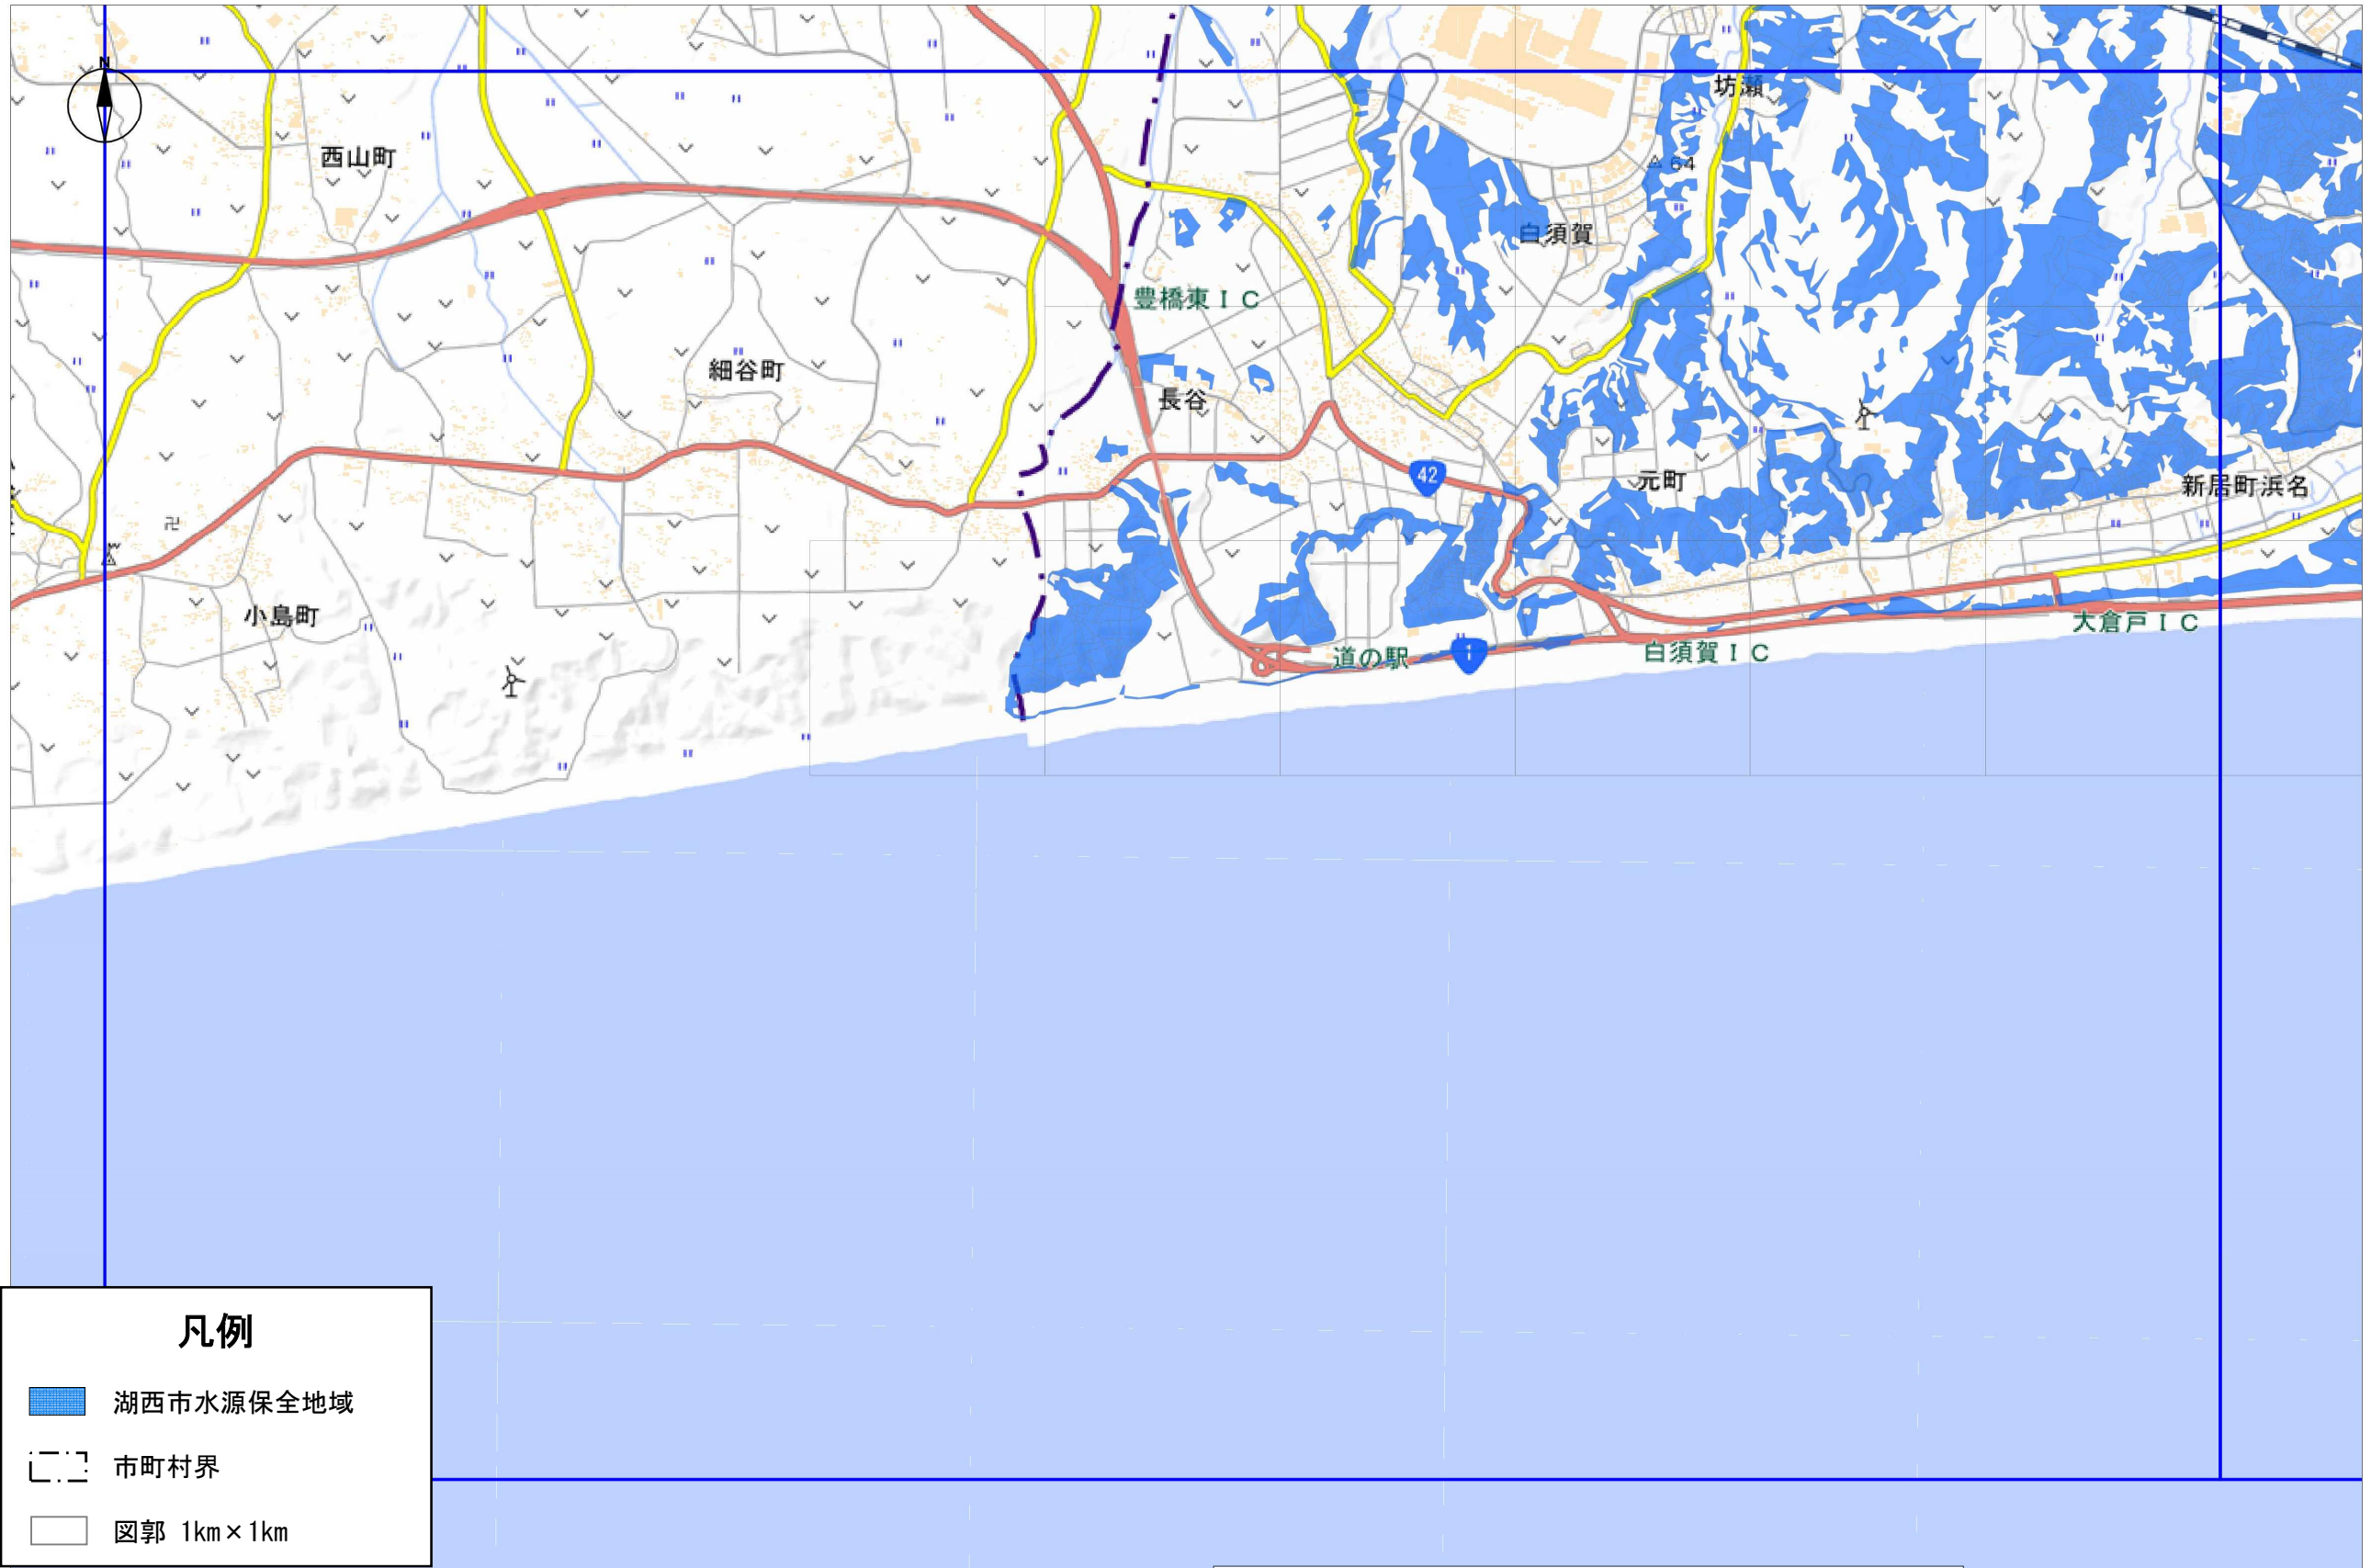 N
坊瀬
西山町
64
白須賀
豊橋東IC
細谷町
長谷
42
元町
新居町浜名
小島町
大倉戸IC
道の駅
1
白須賀IC
凡例
湖西市水源保全地域
市町村界
図郭 1km×1km